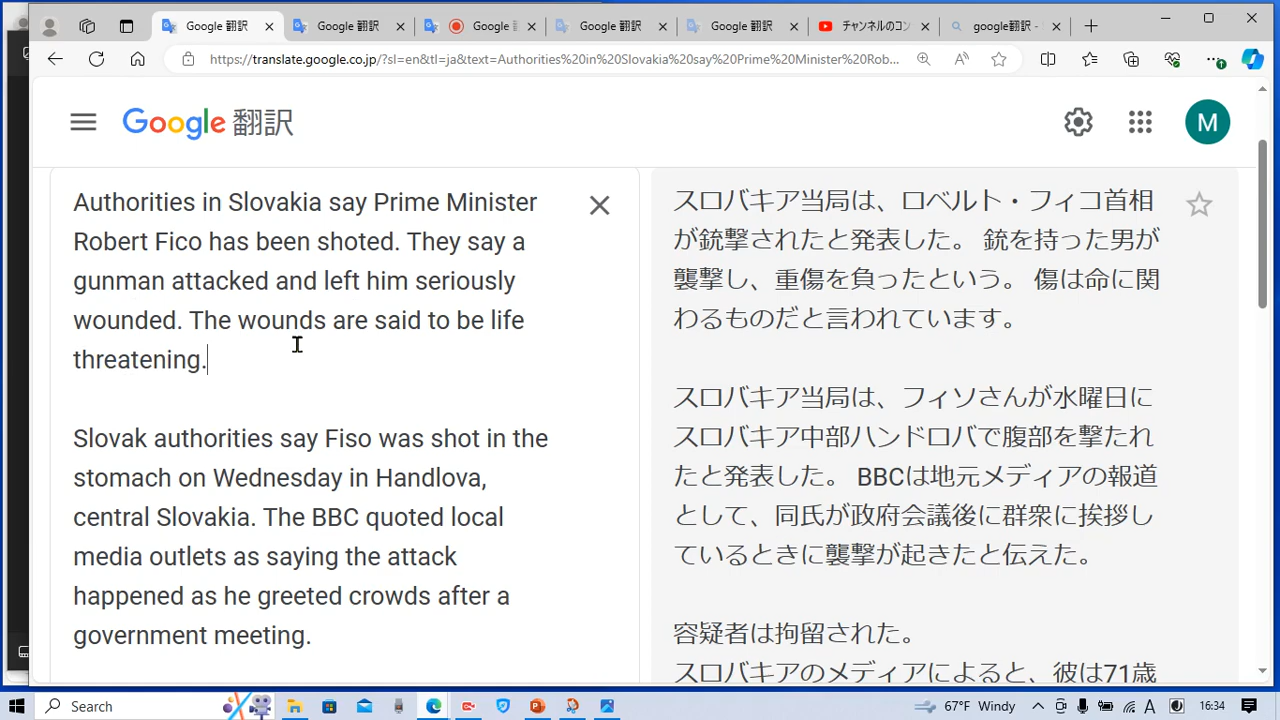 Google 翻訳
Google 翻訳
Google 翻
Google 翻訳
Google 翻訳
チャンネルのコン
google翻訳 -
https://translate.google.co.jp/?sl=en&tl=ja&text=Authorities%20in%20Slovakia%20say%20Prime%20Minister%20Rob...
Google 翻訳
M
Authorities in Slovakia say Prime Minister
Robert Fico has been shoted. They say a
gunman attacked and left him seriously
wounded. The wounds are said to be life
threatening.
Slovak authorities say Fiso was shot in the
stomach on Wednesday in Handlova,
central Slovakia. The BBC quoted local
media outlets as saying the attack
happened as he greeted crowds after a
government meeting.
スロバキア当局は、ロベルト・フィコ首相
が銃撃されたと発表した。 銃を持った男が
襲撃し、重傷を負ったという。 傷は命に関
わるものだと言われています。
スロバキア当局は、フィソさんが水曜日に
スロバキア中部ハンドロバで腹部を撃たれ
たと発表した。 BBCは地元メディアの報道
として、同氏が政府会議後に群衆に挨拶し
ているときに襲撃が起きたと伝えた。
容疑者は拘留された。
スロバキアのメディアによると、彼は71歳
Search
67°F Windy
A
16:34